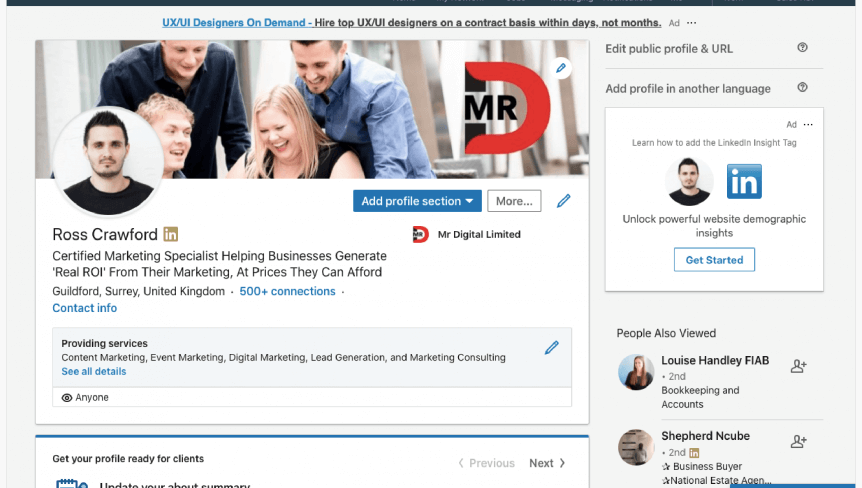 UX/UI Designers On Demand - Hire top UX/UI designers on a contract basis within days, not months. Ad ···
MR
Add profile section
More...
Ross Crawford in
MR Mr Digital Limited
Certified Marketing Specialist Helping Businesses Generate
'Real ROI' From Their Marketing, At Prices They Can Afford
Guildford, Surrey, United Kingdom · 500+ connections ·
Contact info
Providing services
Content Marketing, Event Marketing, Digital Marketing, Lead Generation, and Marketing Consulting
See all details
Anyone
Get your profile ready for clients
Previous Next
Update your about summary
Edit public profile & URL
Add profile in another language
Ad ···
Learn how to add the LinkedIn Insight Tag
in
Unlock powerful website demographic
insights
Get Started
People Also Viewed
Louise Handley FIAB
• 2nd
Bookkeeping and
Accounts
Shepherd Ncube
• 2nd in
✰ Business Buyer
✰National Estate Agen...